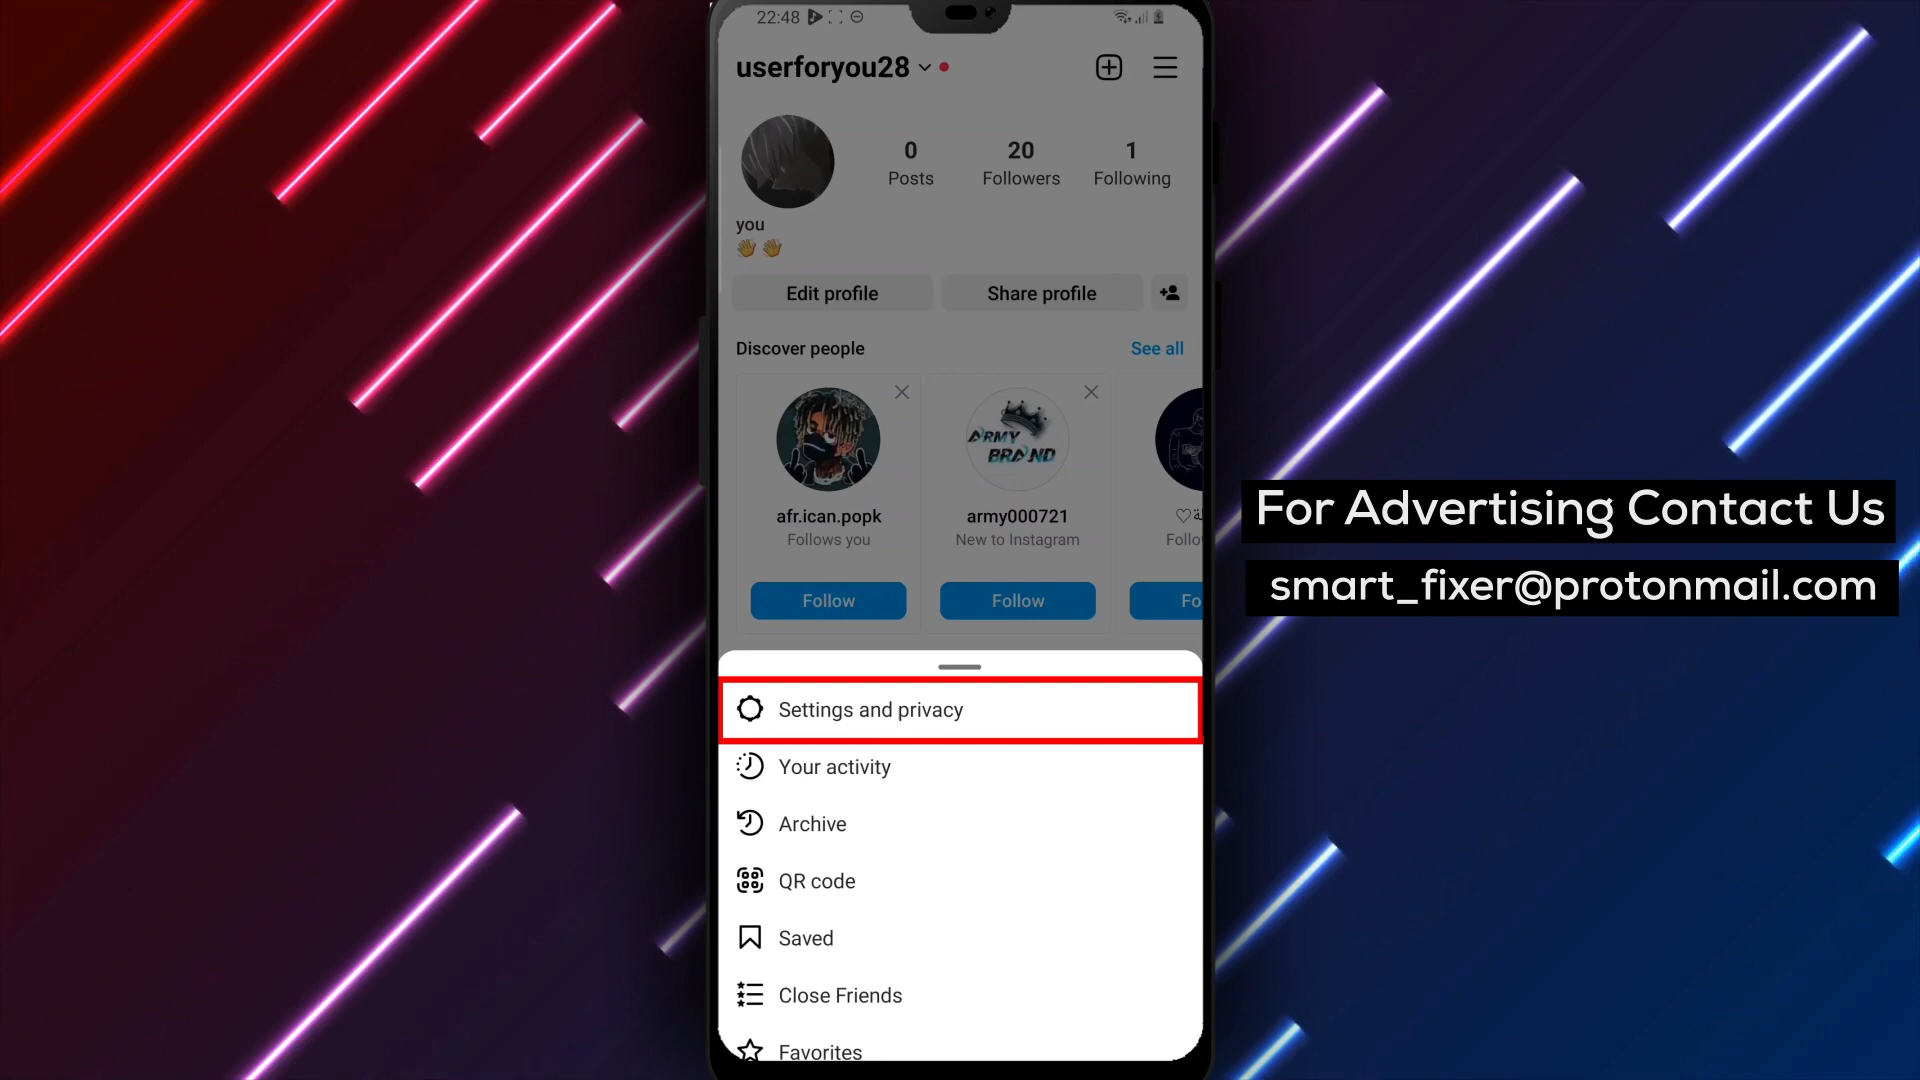 22:48
userforyou28
0 20 1
Posts Followers Following
you
👋 👋
Edit profile Share profile
Discover people See all
ARMY
BRAND
afr.ican.popk army000721
Follows you New to Instagram Follo
Follow Follow Fo
Settings and privacy
Your activity
Archive
QR code
Saved
Close Friends
Favorites
For Advertising Contact Us
smart_fixer@protonmail.com